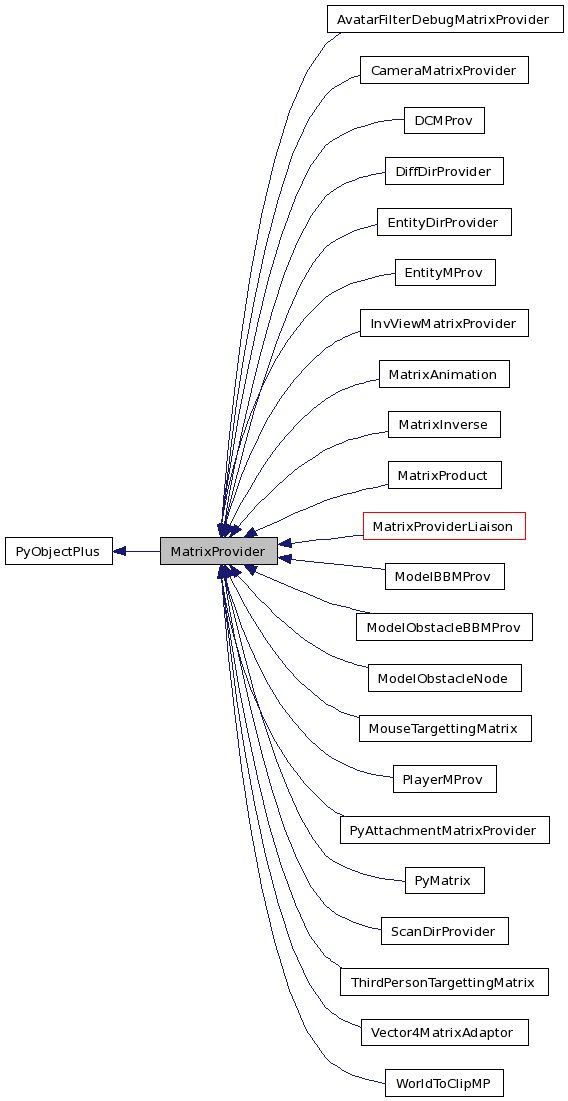 AvatarFilterDebugMatrixProvider
CameraMatrixProvider
DCMProv
DiffDirProvider
EntityDirProvider
EntityMProv
InvViewMatrixProvider
MatrixAnimation
MatrixInverse
MatrixProduct
MatrixProviderLiaison
PyObjectPlus
MatrixProvider
ModelBBMProv
ModelObstacleBBMProv
ModelObstacleNode
MouseTargettingMatrix
PlayerMProv
PyAttachmentMatrixProvider
PyMatrix
ScanDirProvider
ThirdPersonTargettingMatrix
Vector4MatrixAdaptor
WorldToClipMP